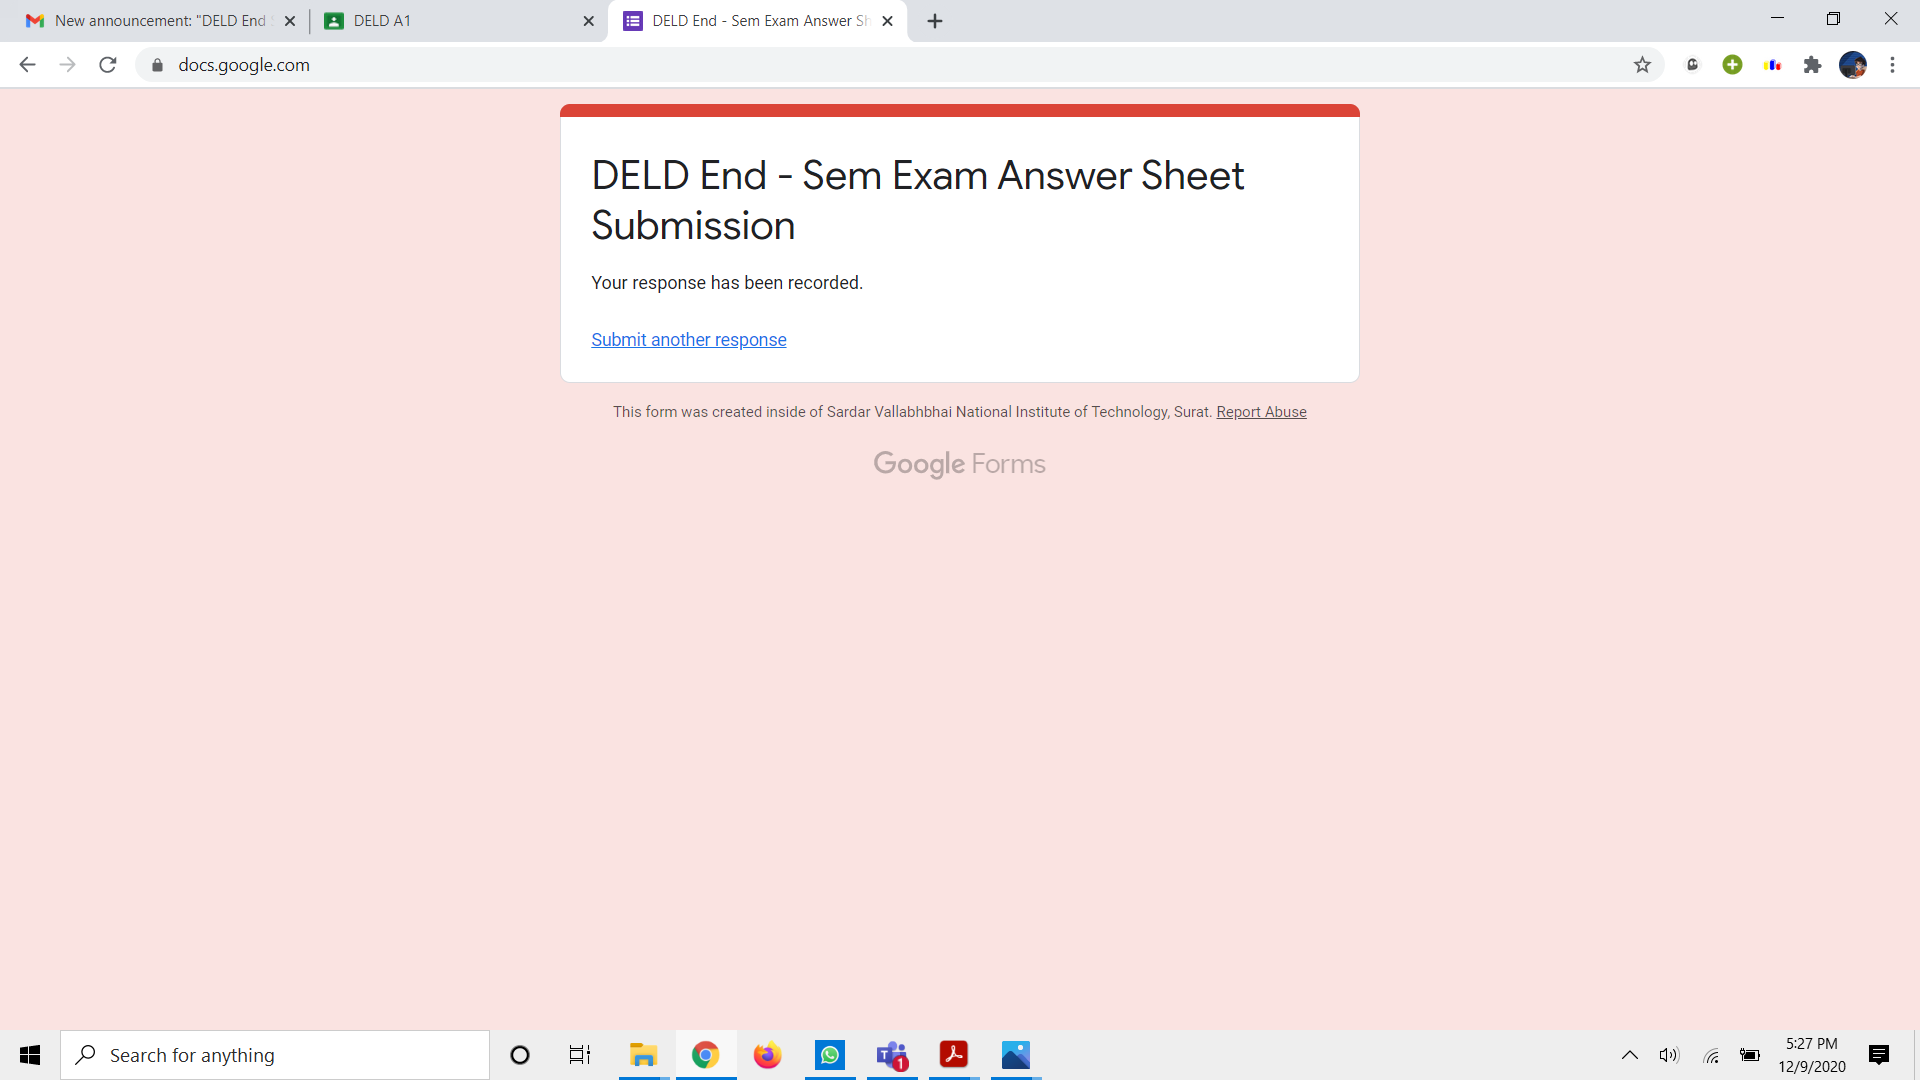 New announcement: "DELD End
DELD A1
DELD End - Sem Exam Answer Sh
docs.google.com
DELD End - Sem Exam Answer Sheet
Submission
Your response has been recorded.
Submit another response
This form was created inside of Sardar Vallabhbhai National Institute of Technology, Surat. Report Abuse
Google Forms
Search for anything
T
1
5:27 PM
12/9/2020